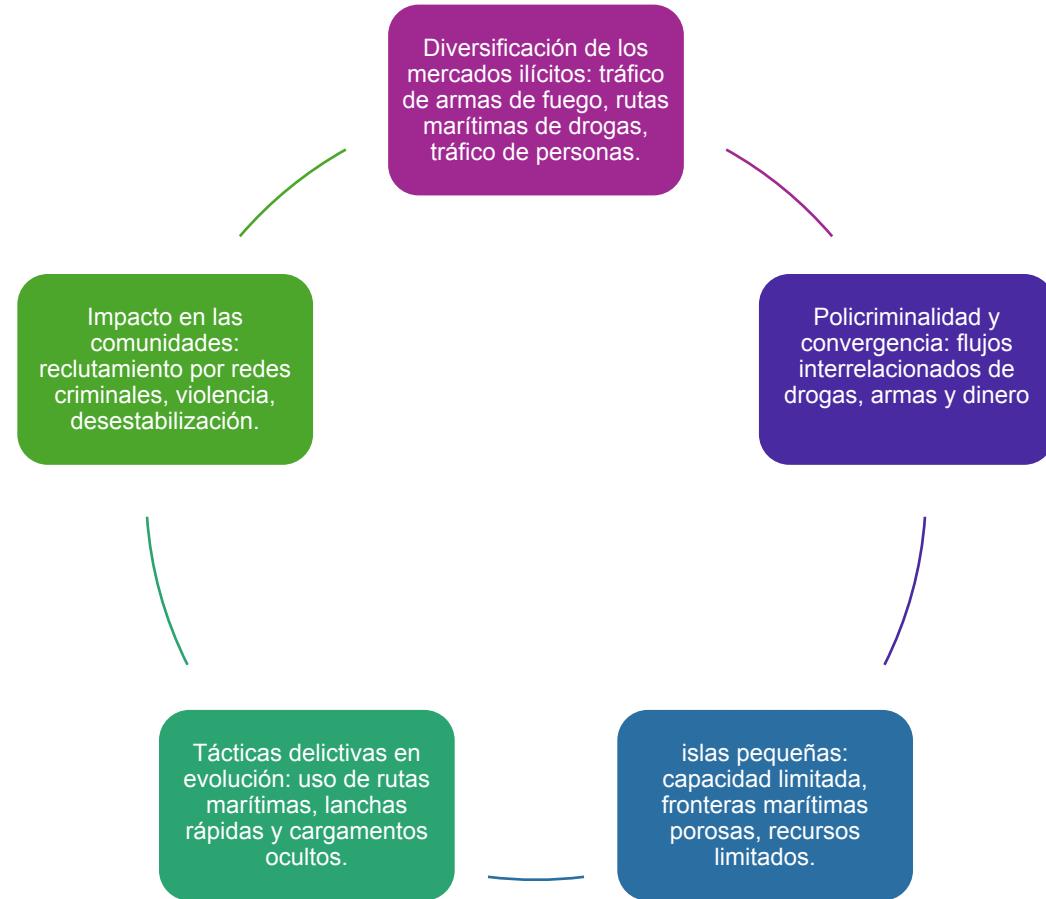 Diversificación de los
mercados ilícitos: tráfico
de armas de fuego, rutas
marítimas de drogas,
tráfico de personas.
Policriminalidad y
convergencia: flujos
interrelacionados de
drogas, armas y dinero
islas pequeñas:
capacidad limitada,
fronteras marítimas
porosas, recursos
limitados.
Tácticas delictivas en
evolución: uso de rutas
marítimas, lanchas
rápidas y cargamentos
ocultos.
Impacto en las
comunidades:
reclutamiento por redes
criminales, violencia,
desestabilización.